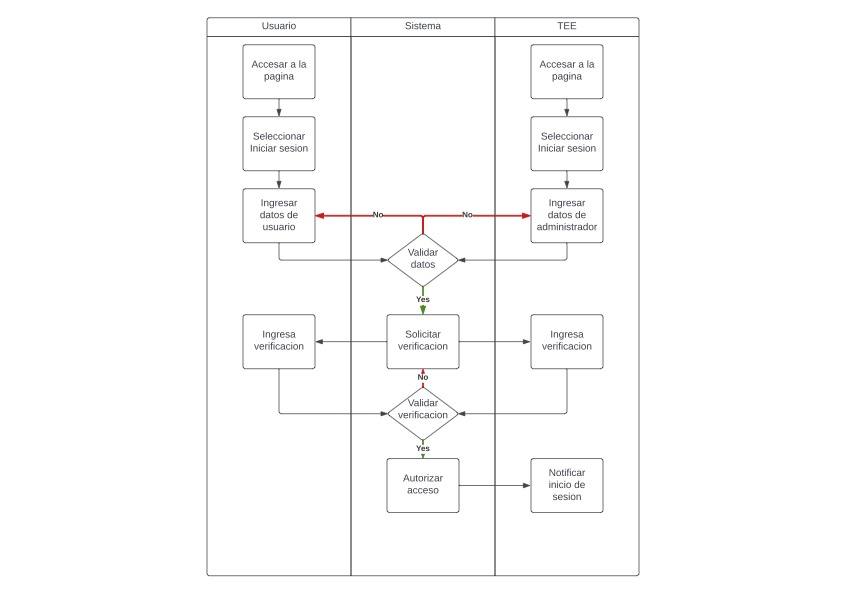 Usuario
Sistema
TEE
Accesar a la
pagina
Accesar a la
pagina
Seleccionar
Iniciar sesion
Seleccionar
Iniciar sesion
Ingresar
datos de
usuario
No
No
Ingresar
datos de
administrador
Validar
datos
Yes
Ingresa
verificacion
Solicitar
verificacion
Ingresa
verificacion
No
Validar
verificacion
Yes
Autorizar
acceso
Notificar
inicio de
sesion